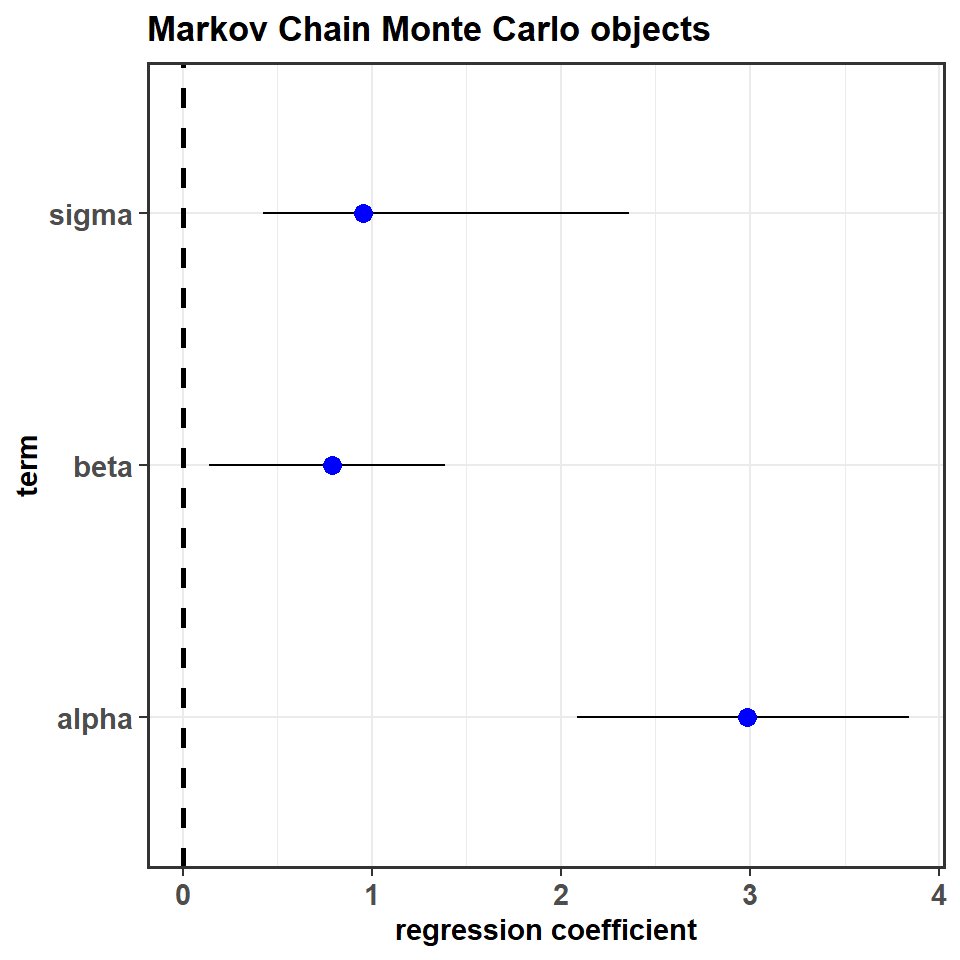 Markov Chain Monte Carlo objects
term
sigma
beta
alpha
0 1 2 3 4
regression coefficient